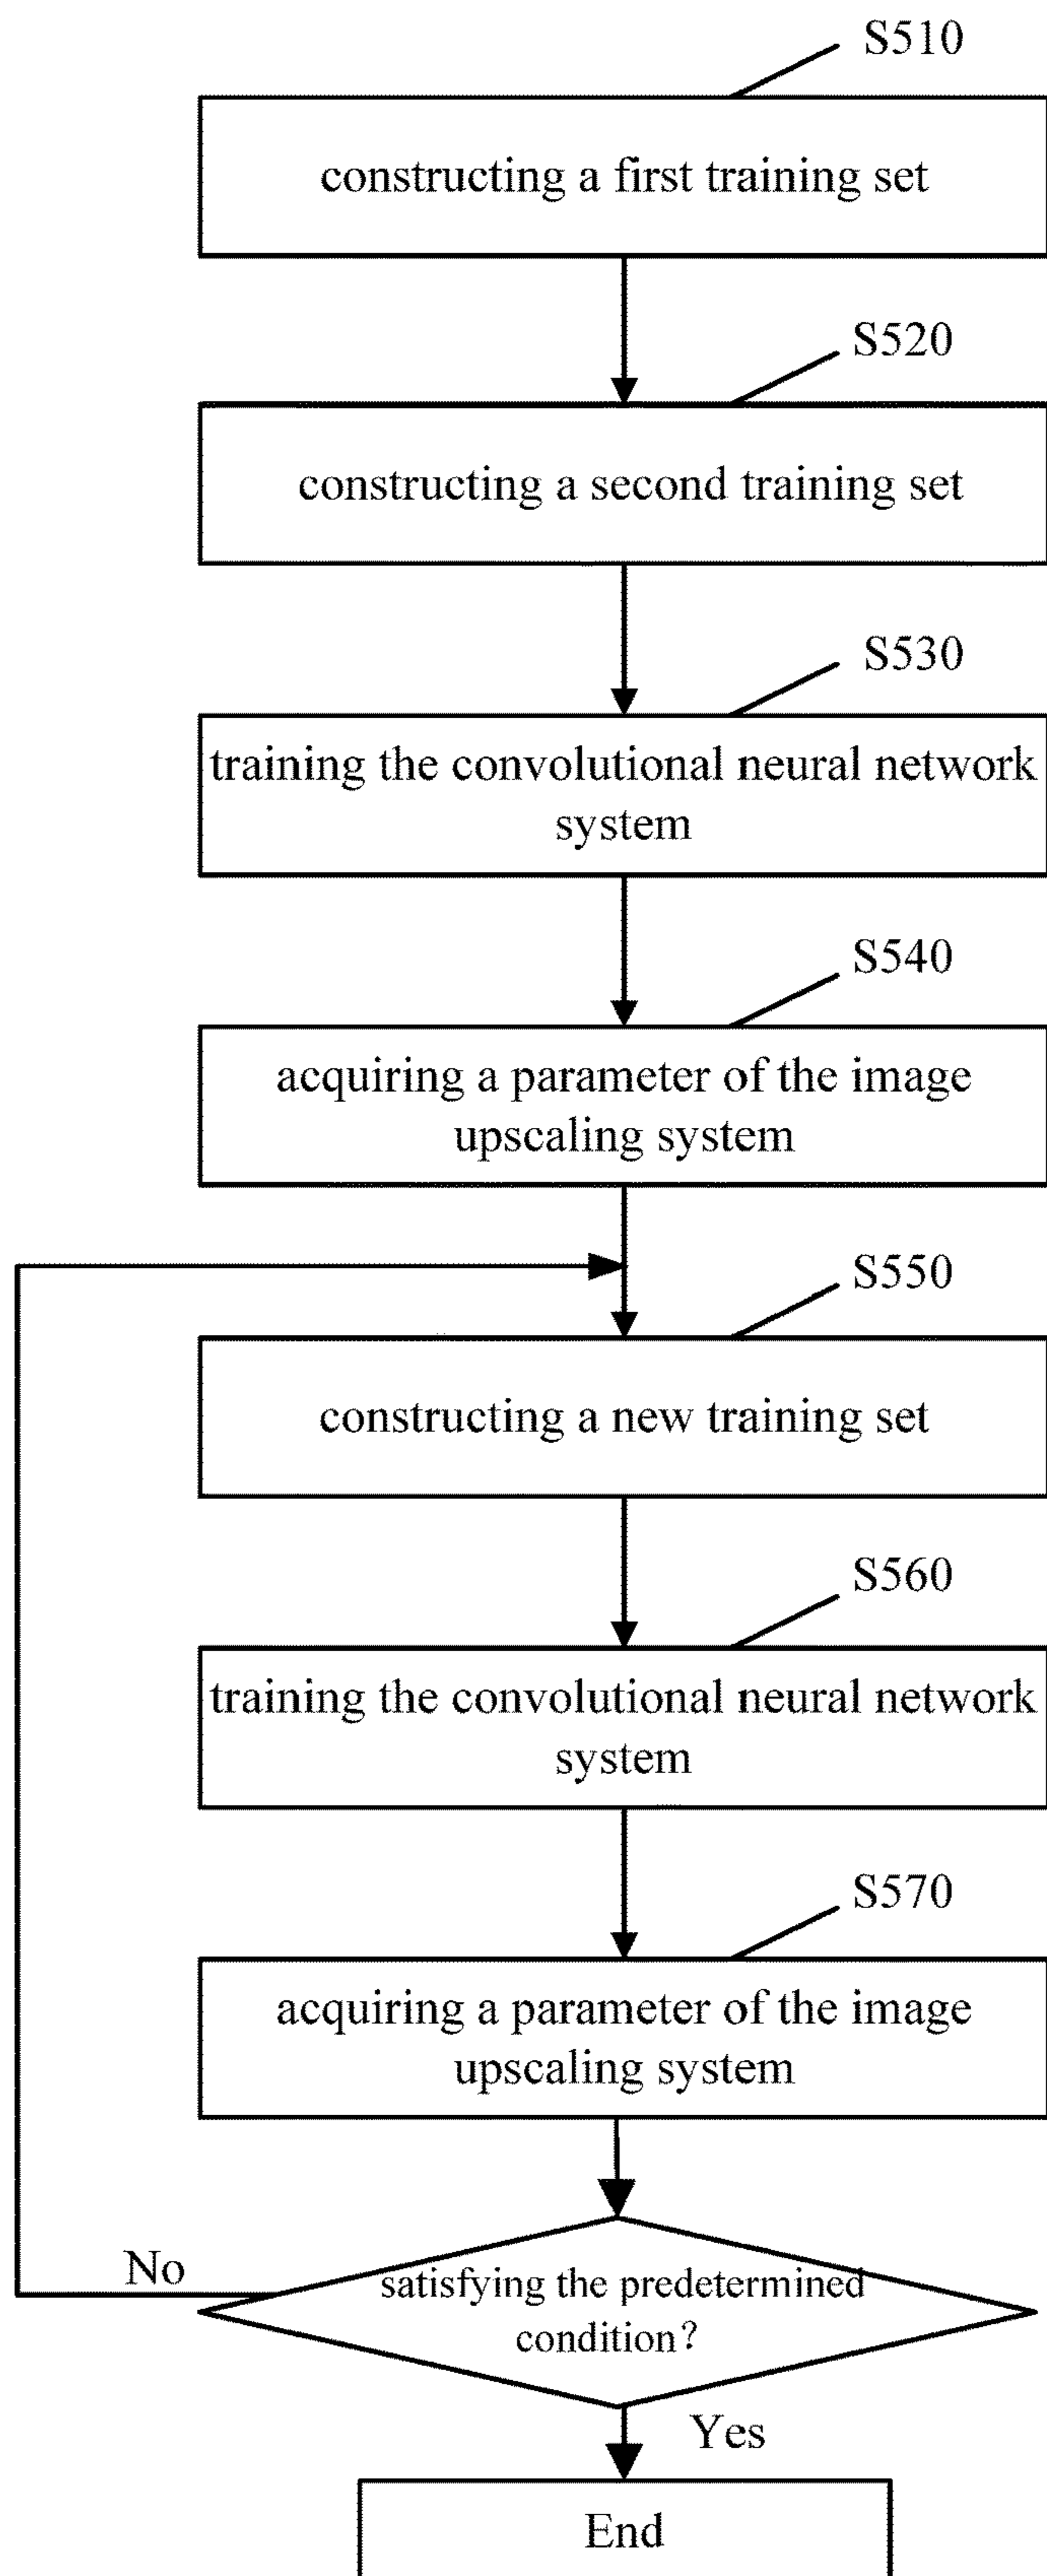 S510
constructing a first training set
S520
constructing a second training set
S530
training the convolutional neural network
system
S540
acquiring a parameter of the image
upscaling system
S550
constructing a new training set
S560
training the convolutional neural network
system
S570
acquiring a parameter of the image
upscaling system
No
satisfying the predetermined
condition?
Yes
End